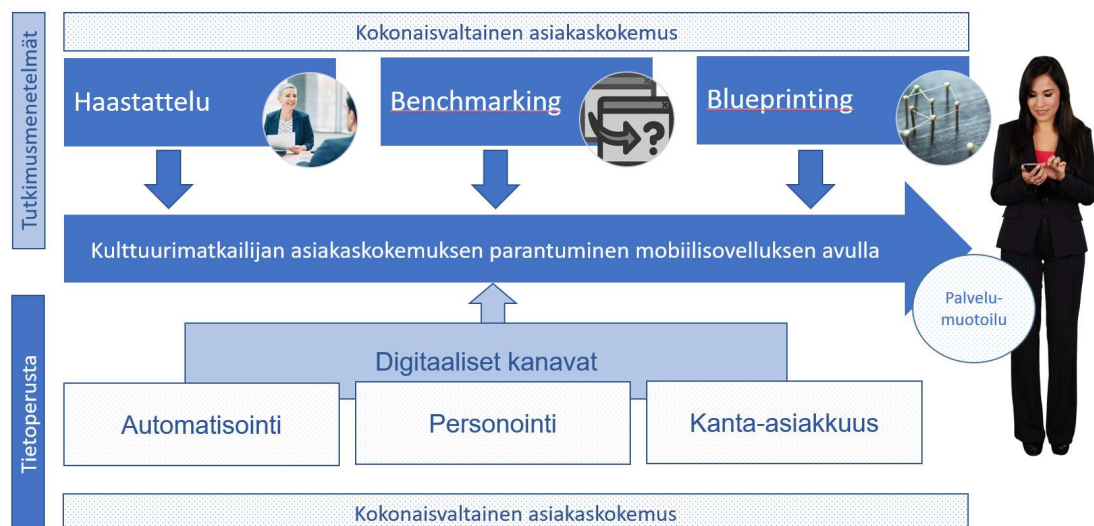 Tutkimusmenetelmät
Kokonaisvaltainen asiakaskokemus
Haastattelu
Benchmarking
Blueprinting
?
Kulttuurimatkailijan asiakaskokemuksen parantuminen mobiilisovelluksen avulla
Palvelu-
muotoilu
Tietoperusta
Digitaaliset kanavat
Automatisointi
Personointi
Kanta-asiakkuus
Kokonaisvaltainen asiakaskokemus